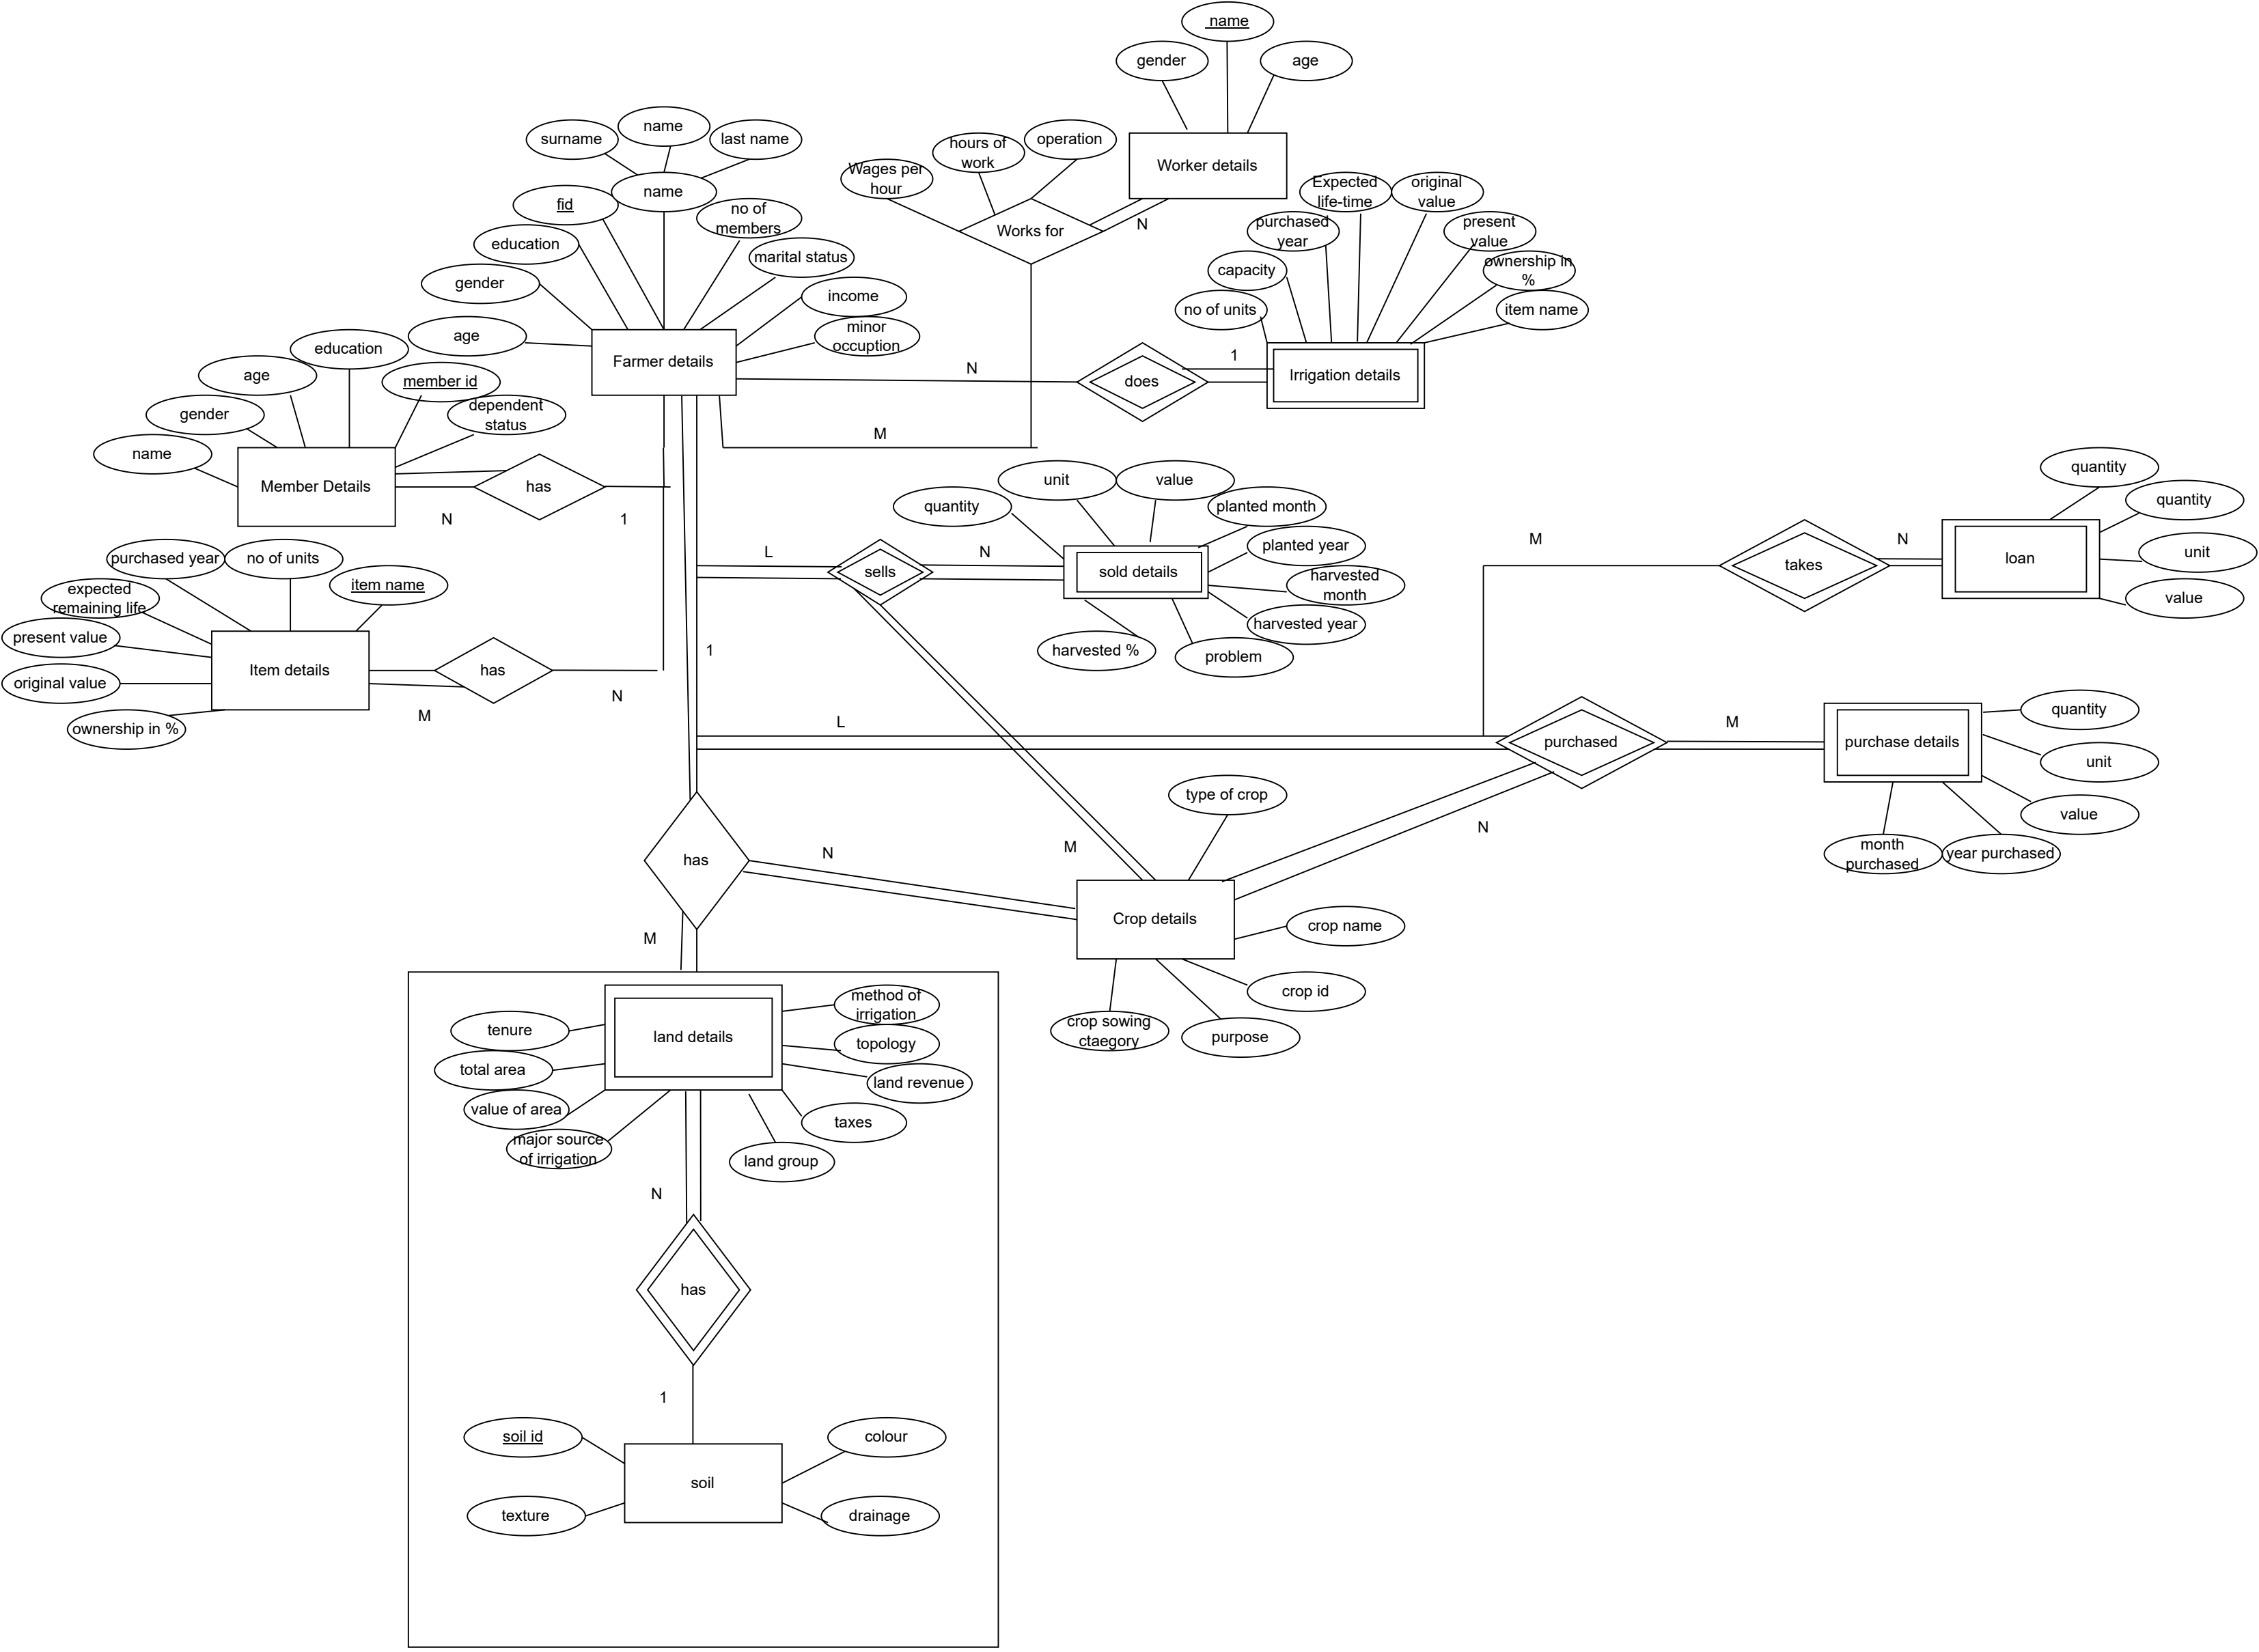 name
gender
age
Worker details
operation
hours of
work
Wages per
hour
Works for
N
surname
name
last name
name
fid
no of
members
education
marital status
gender
income
age
minor
occuption
Farmer details
Expected
life-time
original
value
purchased
year
present
value
capacity
ownership in
%
no of units
item name
N
does
1
Irrigation details
M
education
age
member id
gender
dependent
status
name
Member Details
has
N
1
purchased year
no of units
item name
expected
remaining life
present value
original value
ownership in %
Item details
has
M
N
L
sells
N
unit
value
quantity
planted month
planted year
sold details
harvested
month
harvested year
harvested %
problem
1
M
takes
N
loan
quantity
quantity
unit
value
L
purchased
M
purchase details
quantity
unit
value
month
purchased
year purchased
N
type of crop
M
has
N
Crop details
crop name
crop id
crop sowing
ctaegory
purpose
M
land details
method of
irrigation
tenure
topology
total area
land revenue
value of area
taxes
major source
of irrigation
land group
N
has
1
soil id
colour
soil
texture
drainage